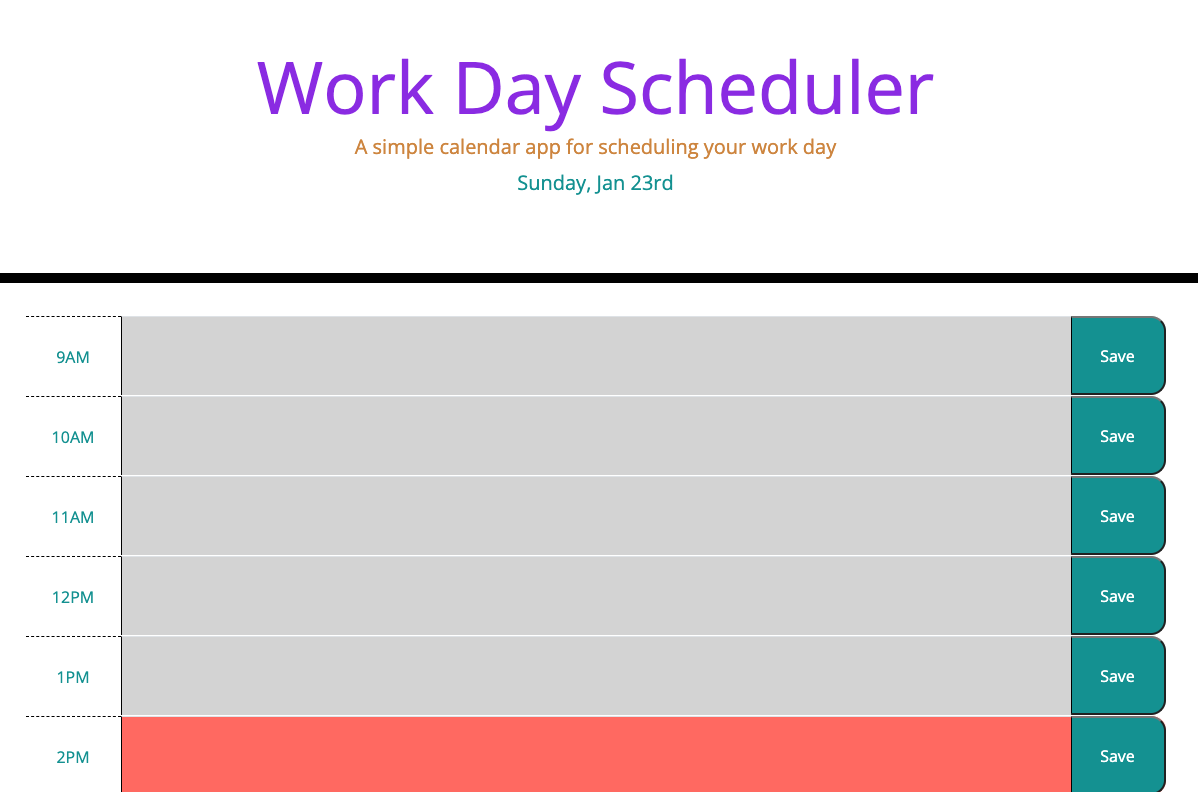 Work Day Scheduler
A simple calendar app for scheduling your work day
Sunday, Jan 23rd
9AM Save
10AM Save
11AM Save
12PM Save
1PM Save
2PM Save